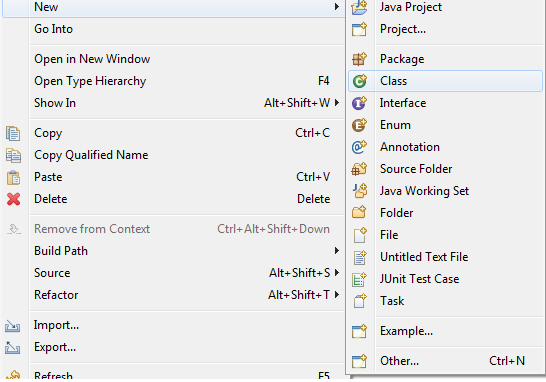 New
Go Into
Open in New Window
Open Type Hierarchy F4
Show In Alt+Shift+W
Copy Ctrl+C
Copy Qualified Name
Paste Ctrl+V
Delete Delete
Remove from Context Ctrl+Alt+Shift+Down
Build Path
Source Alt+Shift+S
Refactor Alt+Shift+T
Import...
Export...
Refresh F5
Java Project
Project...
Package
Class
Interface
Enum
Annotation
Source Folder
Java Working Set
Folder
File
Untitled Text File
JUnit Test Case
Task
Example...
Other... Ctrl+N